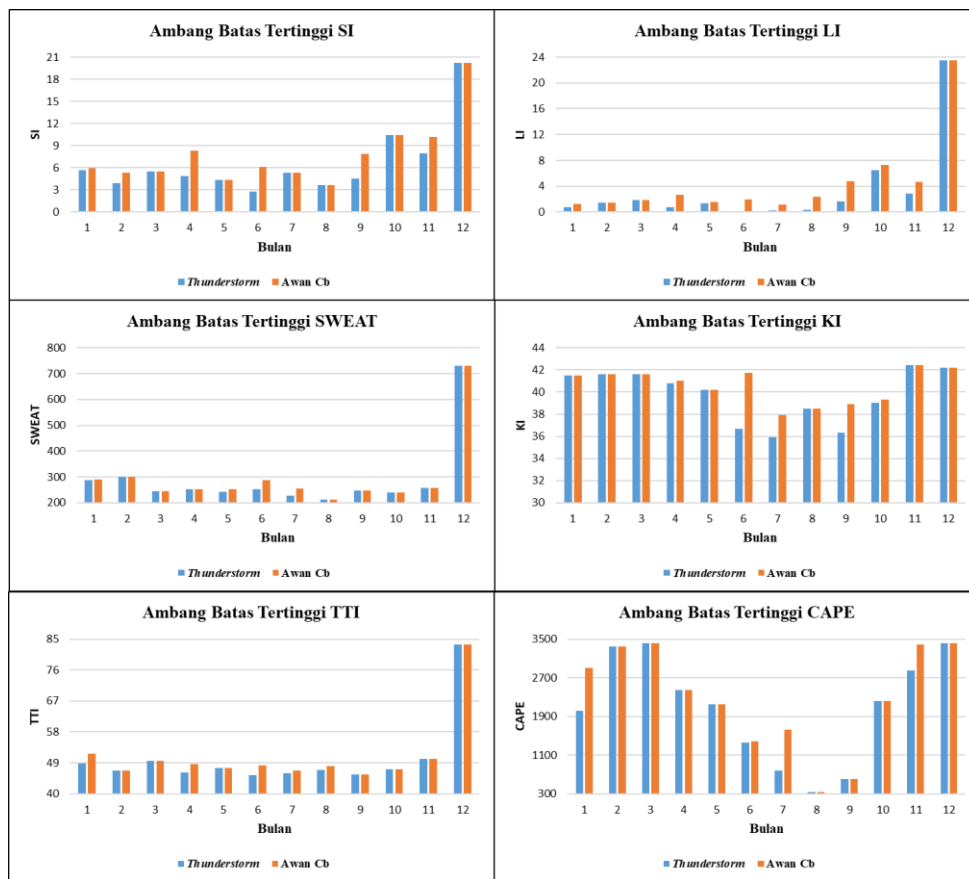 Ambang Batas Tertinggi SI
21
18
15
12
9
6
3
0
SI
1 2 3 4 5 6 7 8 9 10 11 12
Bulan
Thunderstorm Awan Cb
Ambang Batas Tertinggi LI
24
20
16
12
8
4
0
LI
1 2 3 4 5 6 7 8 9 10 11 12
Bulan
Thunderstorm Awan Cb
Ambang Batas Tertinggi SWEAT
800
700
600
500
400
300
200
SWEAT
1 2 3 4 5 6 7 8 9 10 11 12
Bulan
Thunderstorm Awan Cb
Ambang Batas Tertinggi KI
44
42
40
38
36
34
32
30
KI
1 2 3 4 5 6 7 8 9 10 11 12
Bulan
Thunderstorm Awan Cb
Ambang Batas Tertinggi TTI
85
76
67
58
49
40
TTI
1 2 3 4 5 6 7 8 9 10 11 12
Bulan
Thunderstorm Awan Cb
Ambang Batas Tertinggi CAPE
3500
2700
1900
1100
300
CAPE
1 2 3 4 5 6 7 8 9 10 11 12
Bulan
Thunderstorm Awan Cb